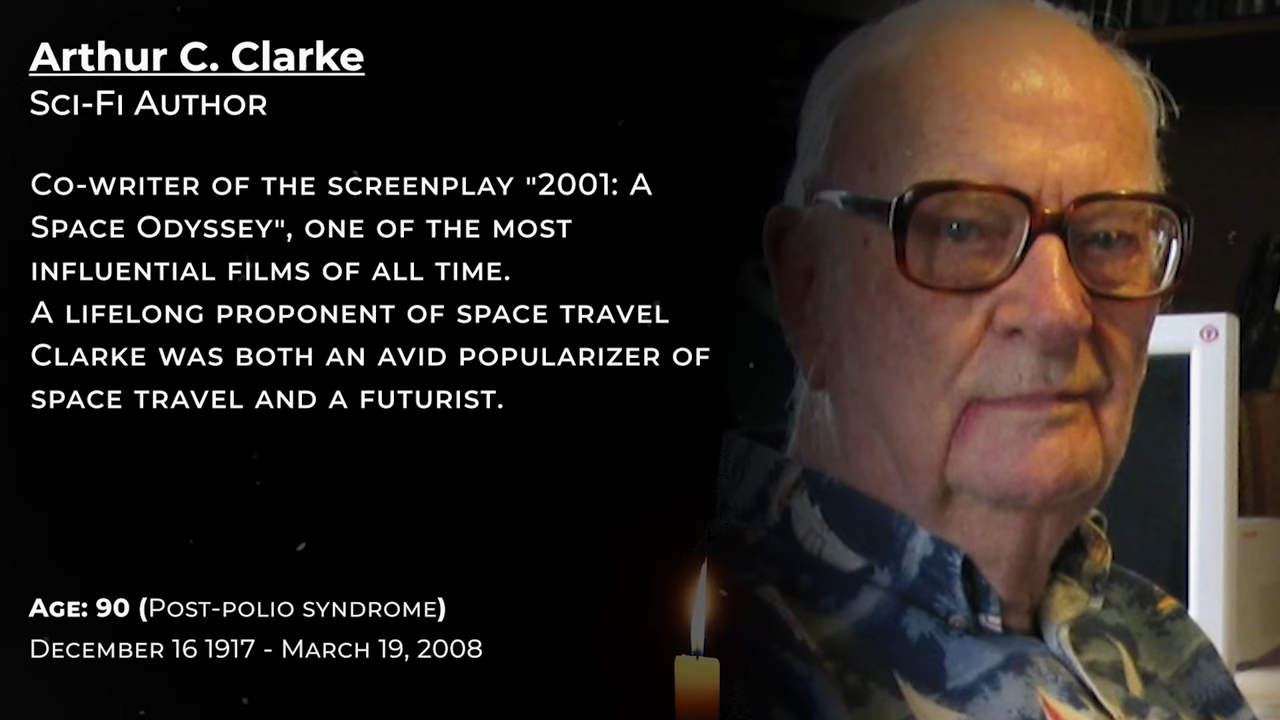 Arthur C. Clarke
Sci-Fi Author
Co-writer of the screenplay "2001: A
Space Odyssey", one of the most
influential films of all time.
A lifelong proponent of space travel
Clarke was both an avid popularizer of
space travel and a futurist.
Age: 90 (Post-polio syndrome)
December 16 1917 - March 19, 2008